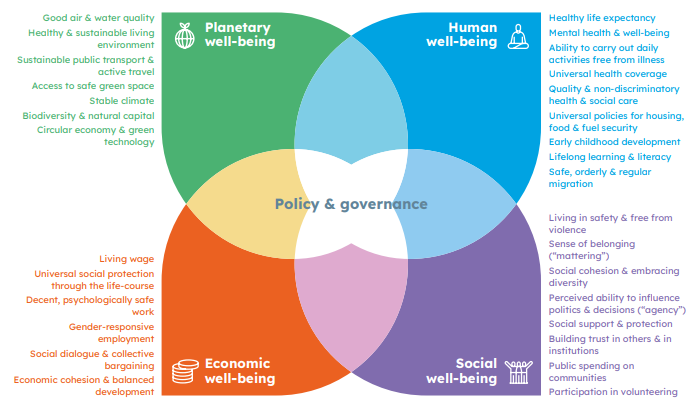 Good air & water quality
Healthy & sustainable living
environment
Sustainable public transport &
active travel
Access to safe green space
Stable climate
Biodiversity & natural capital
Circular economy & green
technology
Planetary
well-being
Human
well-being
Healthy life expectancy
Mental health & well-being
Ability to carry out daily
activities free from illness
Universal health coverage
Quality & non-discriminatory
health & social care
Universal policies for housing,
food & fuel security
Early childhood development
Lifelong learning & literacy
Safe, orderly & regular
migration
Policy & governance
Living wage
Universal social protection
through the life-course
Decent, psychologically safe
work
Gender-responsive
employment
Social dialogue & collective
bargaining
Economic cohesion & balanced
development
Economic
well-being
Social
well-being
Living in safety & free from
violence
Sense of belonging
(“mattering”)
Social cohesion & embracing
diversity
Perceived ability to influence
politics & decisions (“agency”)
Social support & protection
Building trust in others & in
institutions
Public spending on
communities
Participation in volunteering